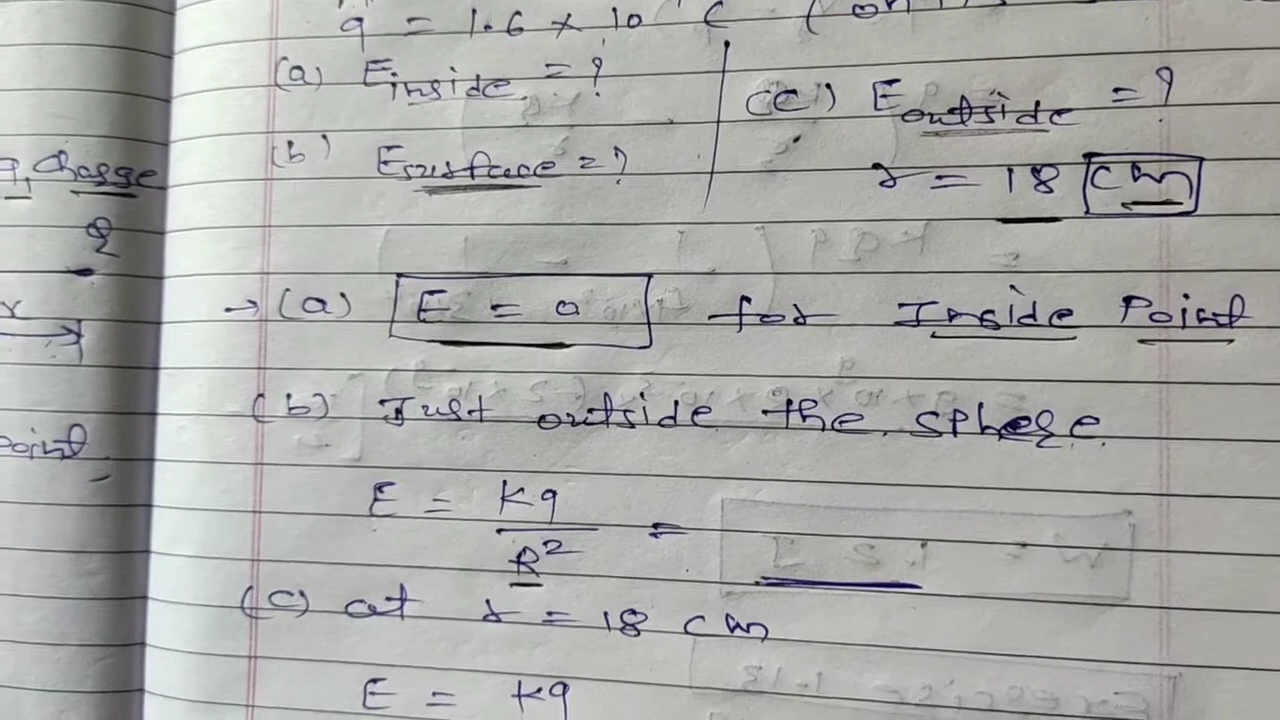 q = 1.6 × 10 C (on
(a) Einside = ?
(b) Esurface = ?
(c) Eoutside = ?
r = 18 cm
q, Charge
Q
r
Point
→ (a) E = 0 for Inside Point
(b) Just outside the sphere
E = Kq / R² =
(c) at r = 18 cm
E = kq